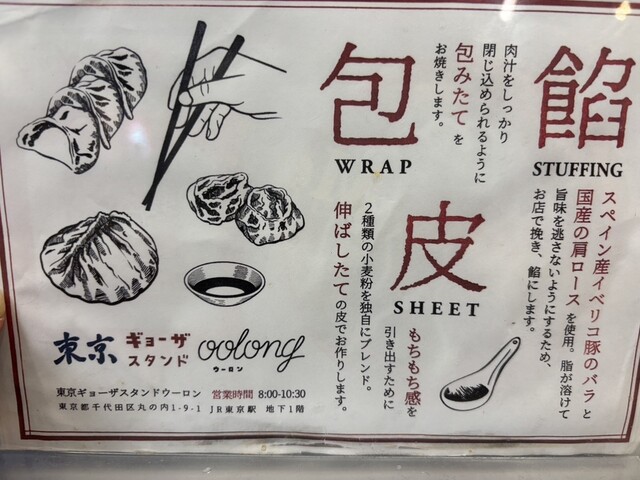 餡
STUFFING
スペイン産イベリコ豚のバラと
国産の肩ロースを使用。脂が溶けて
旨味を逃さないようにするため、
お店で挽き、餡にします。
包
WRAP
肉汁をしっかり
閉じ込められるように
包みたてを
お焼きします。
皮
SHEET
もちもち感を
引き出すために
2種類の小麦粉を独自にブレンド。
伸ばしたての皮でお作りします。
東京
ギョーザ
スタンド
oolong
ウーロン
東京ギョーザスタンドウーロン 営業時間 8:00-10:30
東京都千代田区丸の内1-9-1 JR東京駅 地下1階